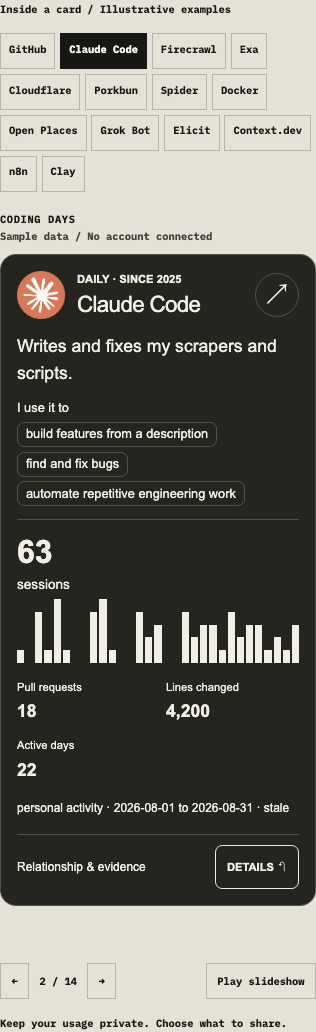 Inside a card / Illustrative examples
GitHub Claude Code Firecrawl Exa
Cloudflare Porkbun Spider Docker
Open Places Grok Bot Elicit Context.dev
n8n Clay
CODING DAYS
Sample data / No account connected
DAILY · SINCE 2025
Claude Code
Writes and fixes my scrapers and
scripts.
I use it to
build features from a description
find and fix bugs
automate repetitive engineering work
63
sessions
Pull requests Lines changed
18 4,200
Active days
22
personal activity · 2026-08-01 to 2026-08-31 · stale
Relationship & evidence DETAILS
← 2 / 14 → Play slideshow
Keep your usage private. Choose what to share.